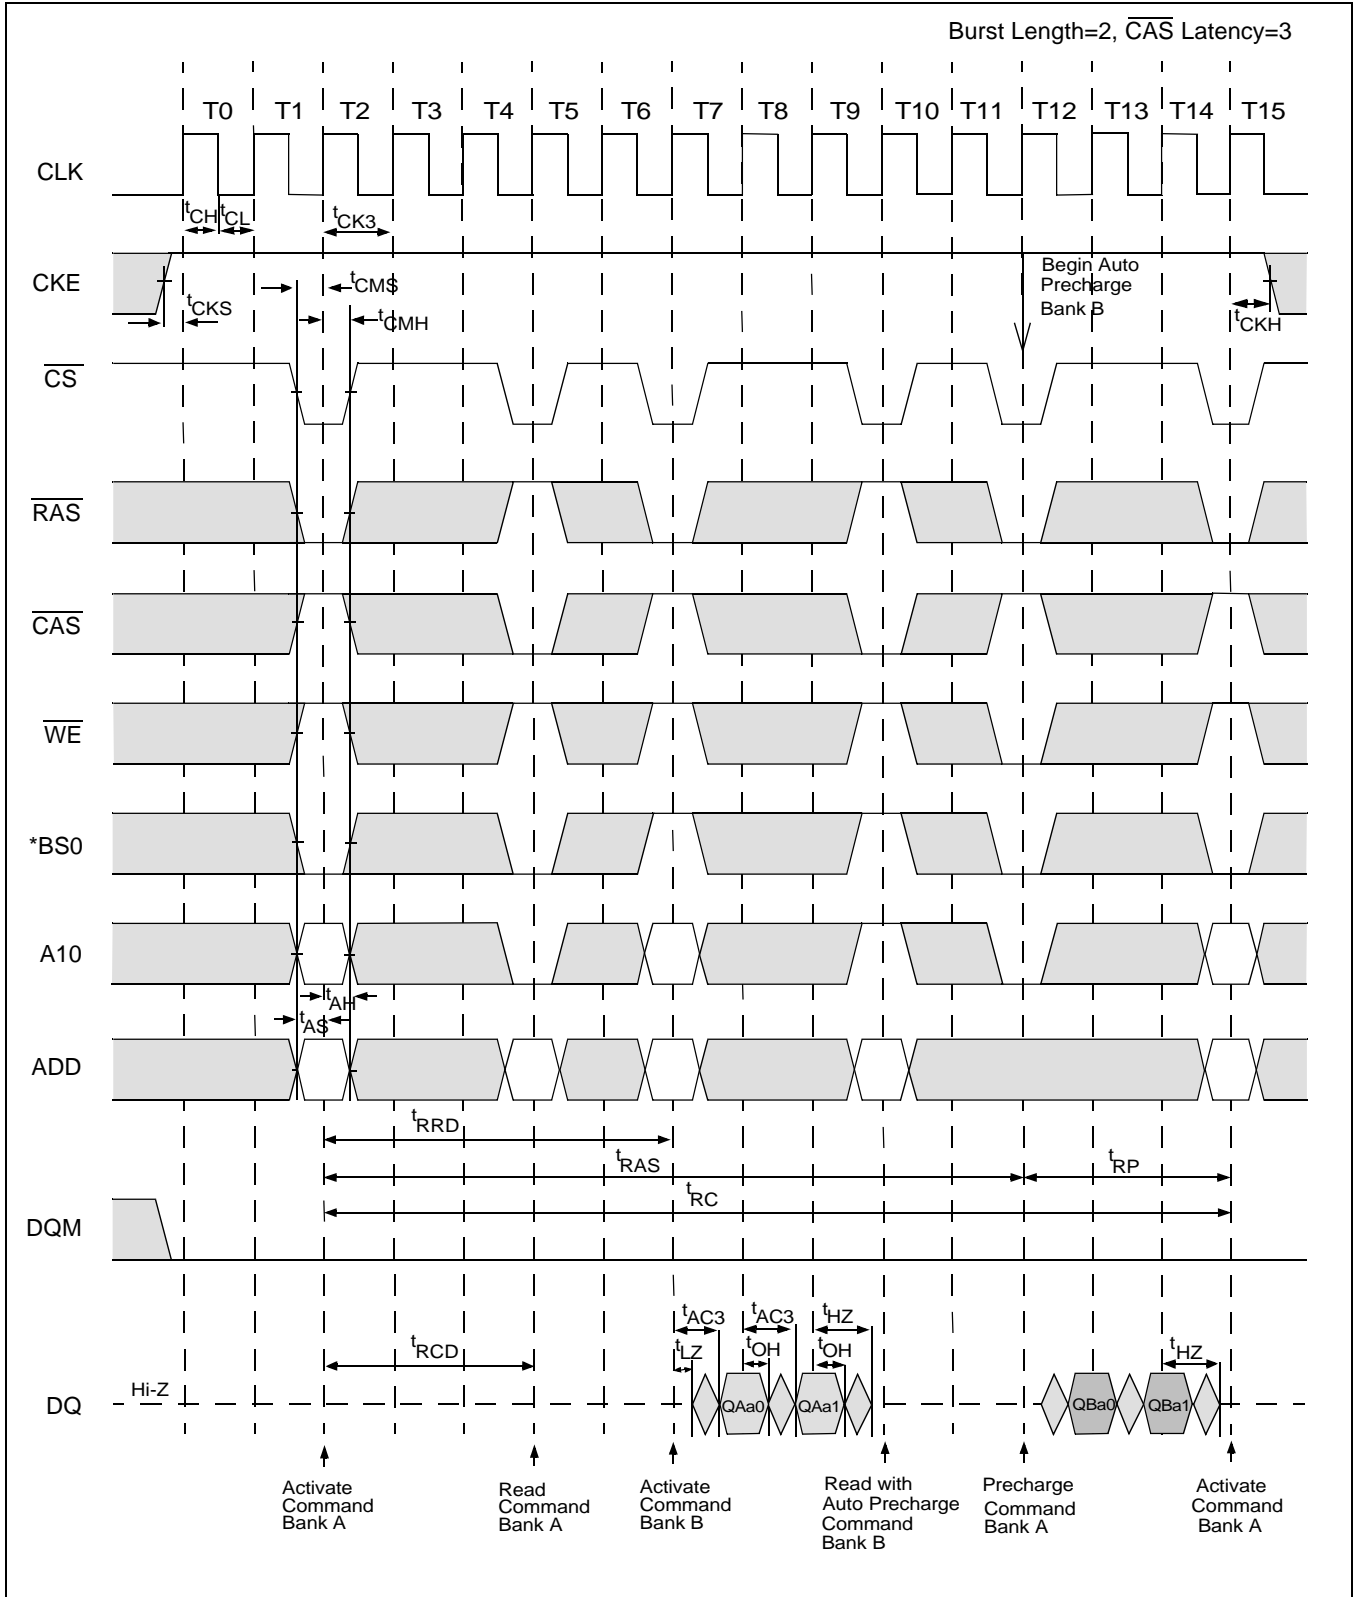 Burst Length=2, CAS Latency=3
T0 T1 T2 T3 T4 T5 T6 T7 T8 T9 T10 T11 T12 T13 T14 T15
CLK
tCH tCL tCK3
CKE
tCKS
tCMS
tCMH
Begin Auto
Precharge
Bank B
tCKH
CS
RAS
CAS
WE
*BS0
A10
tAH
tAS
ADD
tRRD
tRAS
tRP
tRC
DQM
tAC3 tAC3 tHZ
tRCD
tLZ
tOH tOH
tHZ
Hi-Z
DQ
QAa0 QAa1 QBa0 QBa1
Activate
Command
Bank A
Read
Command
Bank A
Activate
Command
Bank B
Read with
Auto Precharge
Command
Bank B
Precharge
Command
Bank A
Activate
Command
Bank A